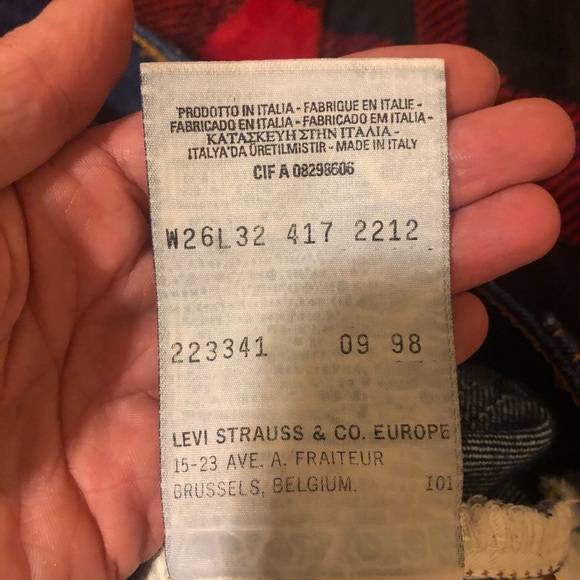 PRODOTTO IN ITALIA - FABRIQUE EN ITALIE -
FABRICADO EN ITALIA - FABRICADO EM ITALIA -
ΚΑΤΑΣΚΕΥΗ ΣΤΗΝ ΙΤΑΛΙΑ -
ITALYA'DA ÜRETILMISTIR - MADE IN ITALY
CIF A 08298606
W26L32 417 2212
223341 09 98
LEVI STRAUSS & CO. EUROPE
15-23 AVE. A. FRAITEUR
BRUSSELS, BELGIUM. I01